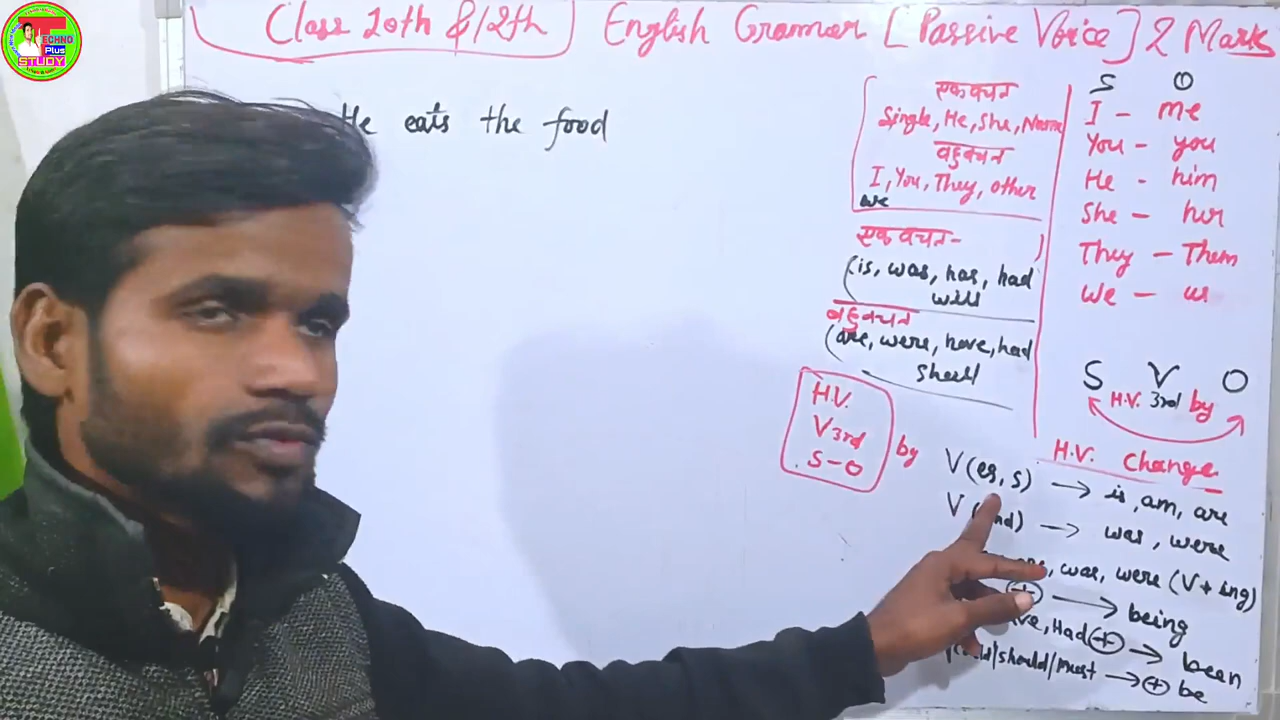 TECHNO
Plus
STUDY
Class 10th & 12th English Grammar [Passive Voice] 2 Mark
He eats the food
एकवचन
Single, He, She, Noun
बहुवचन
I, You, They, other
we
एकवचन-
(is, was, has, had
will
बहुवचन
(are, were, have, had
shall
H.V.
V3rd
S-O
by
S O
I - me
You - you
He - him
She - her
They - Them
We - us
S V O
H.V. 3rd by
H.V. Change
V(es, s) → is, am, are
V → was, were
was, were (V + ing)
+ → being
Had + → been
/should/must → + be